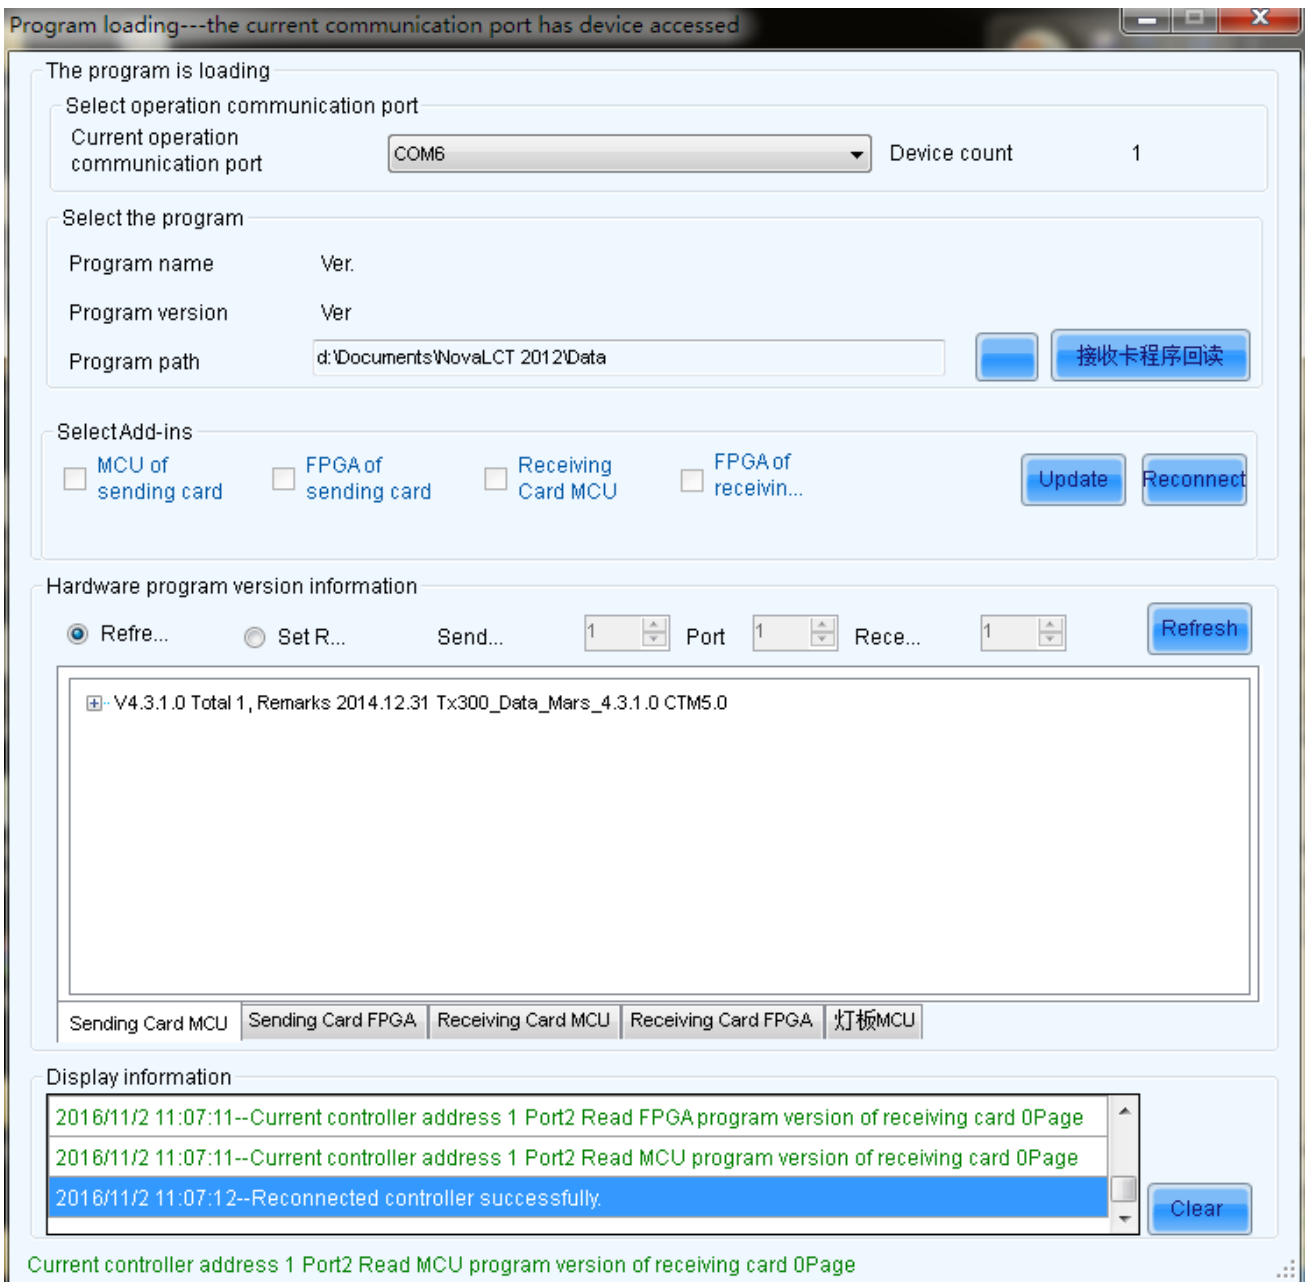 Program loading---the current communication port has device accessed
The program is loading
Select operation communication port
Current operation
communication port
COM6
Device count
1
Select the program
Program name
Ver.
Program version
Ver
Program path
d:\Documents\NovaLCT 2012\Data
接收卡程序回读
Select Add-ins
MCU of
sending card
FPGA of
sending card
Receiving
Card MCU
FPGA of
receivin...
Update
Reconnect
Hardware program version information
Refre...
Set R...
Send...
1
Port
1
Rece...
1
Refresh
V4.3.1.0 Total 1, Remarks 2014.12.31 Tx300_Data_Mars_4.3.1.0 CTM5.0
Sending Card MCU
Sending Card FPGA
Receiving Card MCU
Receiving Card FPGA
灯板MCU
Display information
2016/11/2 11:07:11--Current controller address 1 Port2 Read FPGA program version of receiving card 0Page
2016/11/2 11:07:11--Current controller address 1 Port2 Read MCU program version of receiving card 0Page
2016/11/2 11:07:12--Reconnected controller successfully.
Clear
Current controller address 1 Port2 Read MCU program version of receiving card 0Page